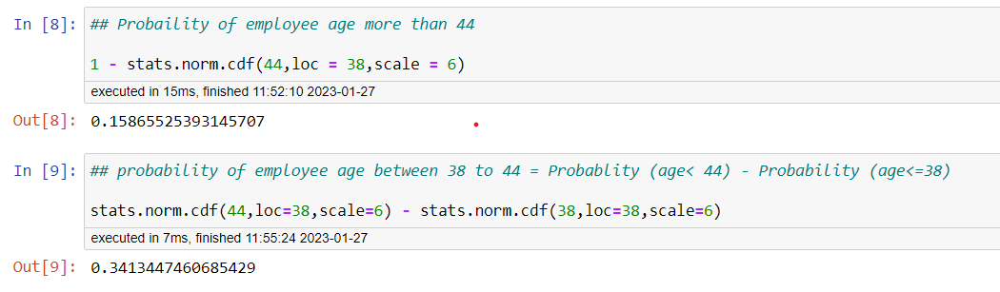 In [8]: ## Probaility of employee age more than 44
1 - stats.norm.cdf(44,loc = 38,scale = 6)
executed in 15ms, finished 11:52:10 2023-01-27
Out[8]: 0.15865525393145707
In [9]: ## probability of employee age between 38 to 44 = Probablity (age< 44) - Probability (age<=38)
stats.norm.cdf(44,loc=38,scale=6) - stats.norm.cdf(38,loc=38,scale=6)
executed in 7ms, finished 11:55:24 2023-01-27
Out[9]: 0.3413447460685429